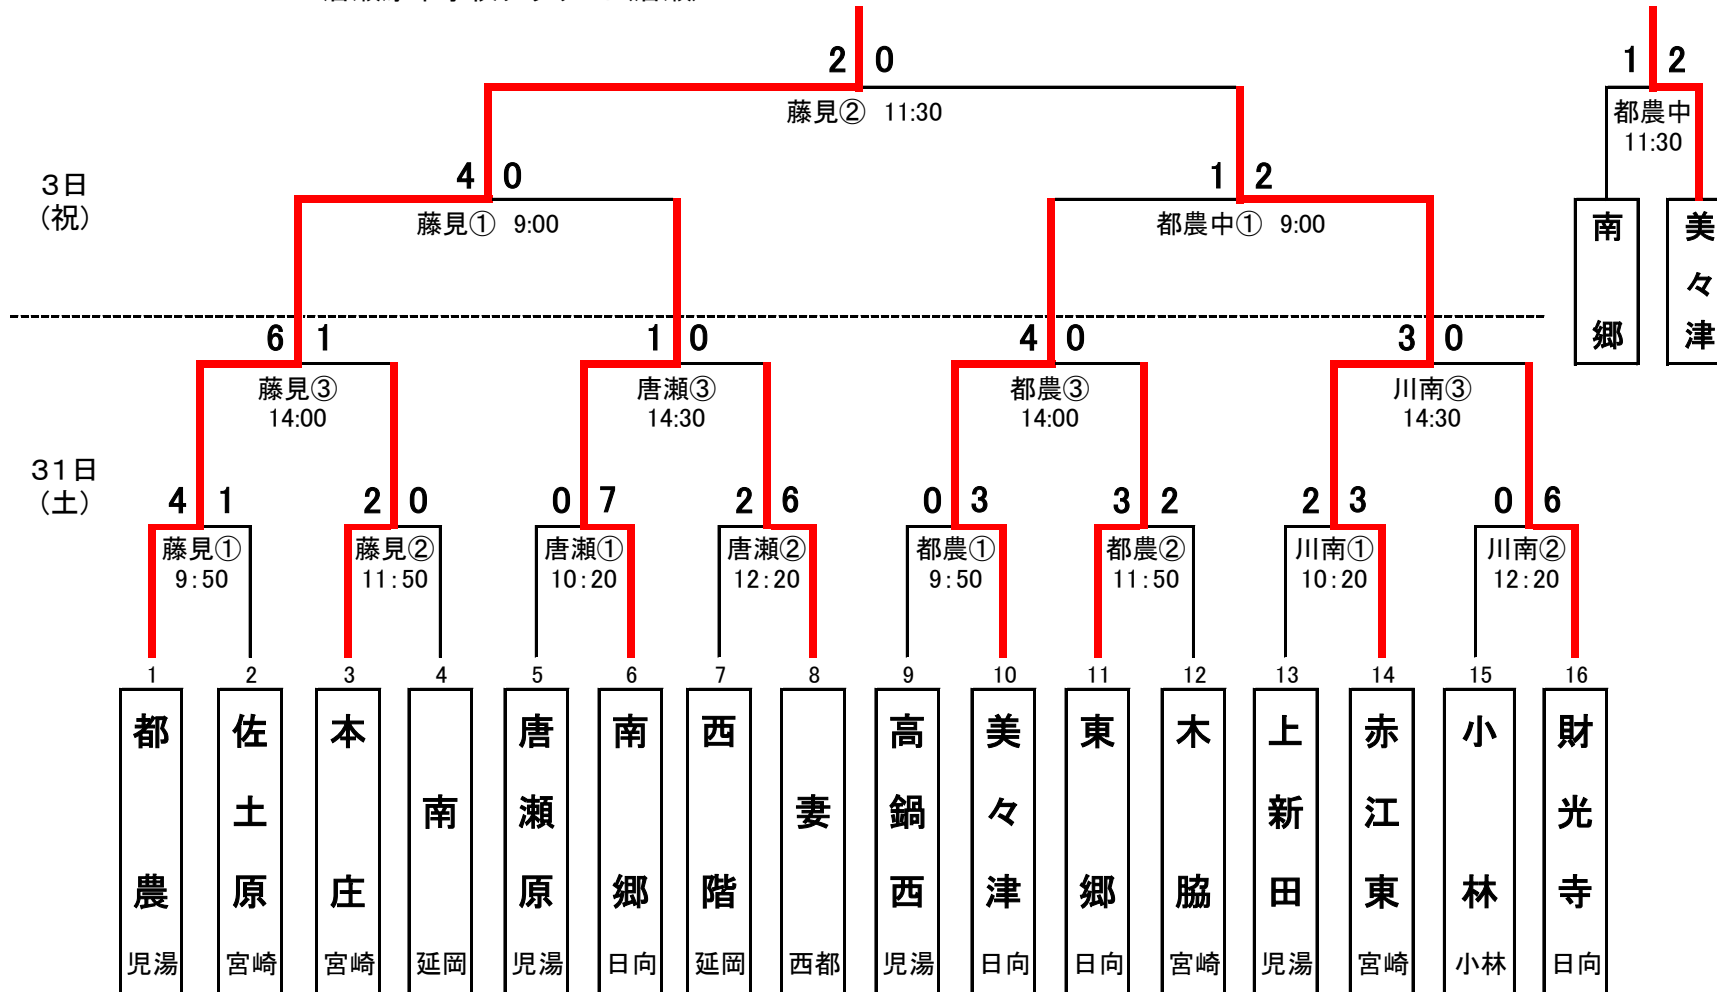 2 0
藤見② 11:30
1 2
都農中
11:30
南郷
美々津
3日
(祝)
4 0
藤見① 9:00
1 2
都農中① 9:00
6 1
藤見③
14:00
1 0
唐瀬③
14:30
4 0
都農③
14:00
3 0
川南③
14:30
31日
(土)
4 1
藤見①
9:50
2 0
藤見②
11:50
0 7
唐瀬①
10:20
2 6
唐瀬②
12:20
0 3
都農①
9:50
3 2
都農②
11:50
2 3
川南①
10:20
0 6
川南②
12:20
1 2 3 4 5 6 7 8 9 10 11 12 13 14 15 16
都農
佐土原
本庄
南
唐瀬原
南郷
西階
妻
高鍋西
美々津
東郷
木脇
上新田
赤江東
小林
財光寺
児湯 宮崎 宮崎 延岡 児湯 日向 延岡 西都 児湯 日向 日向 宮崎 児湯 宮崎 小林 日向